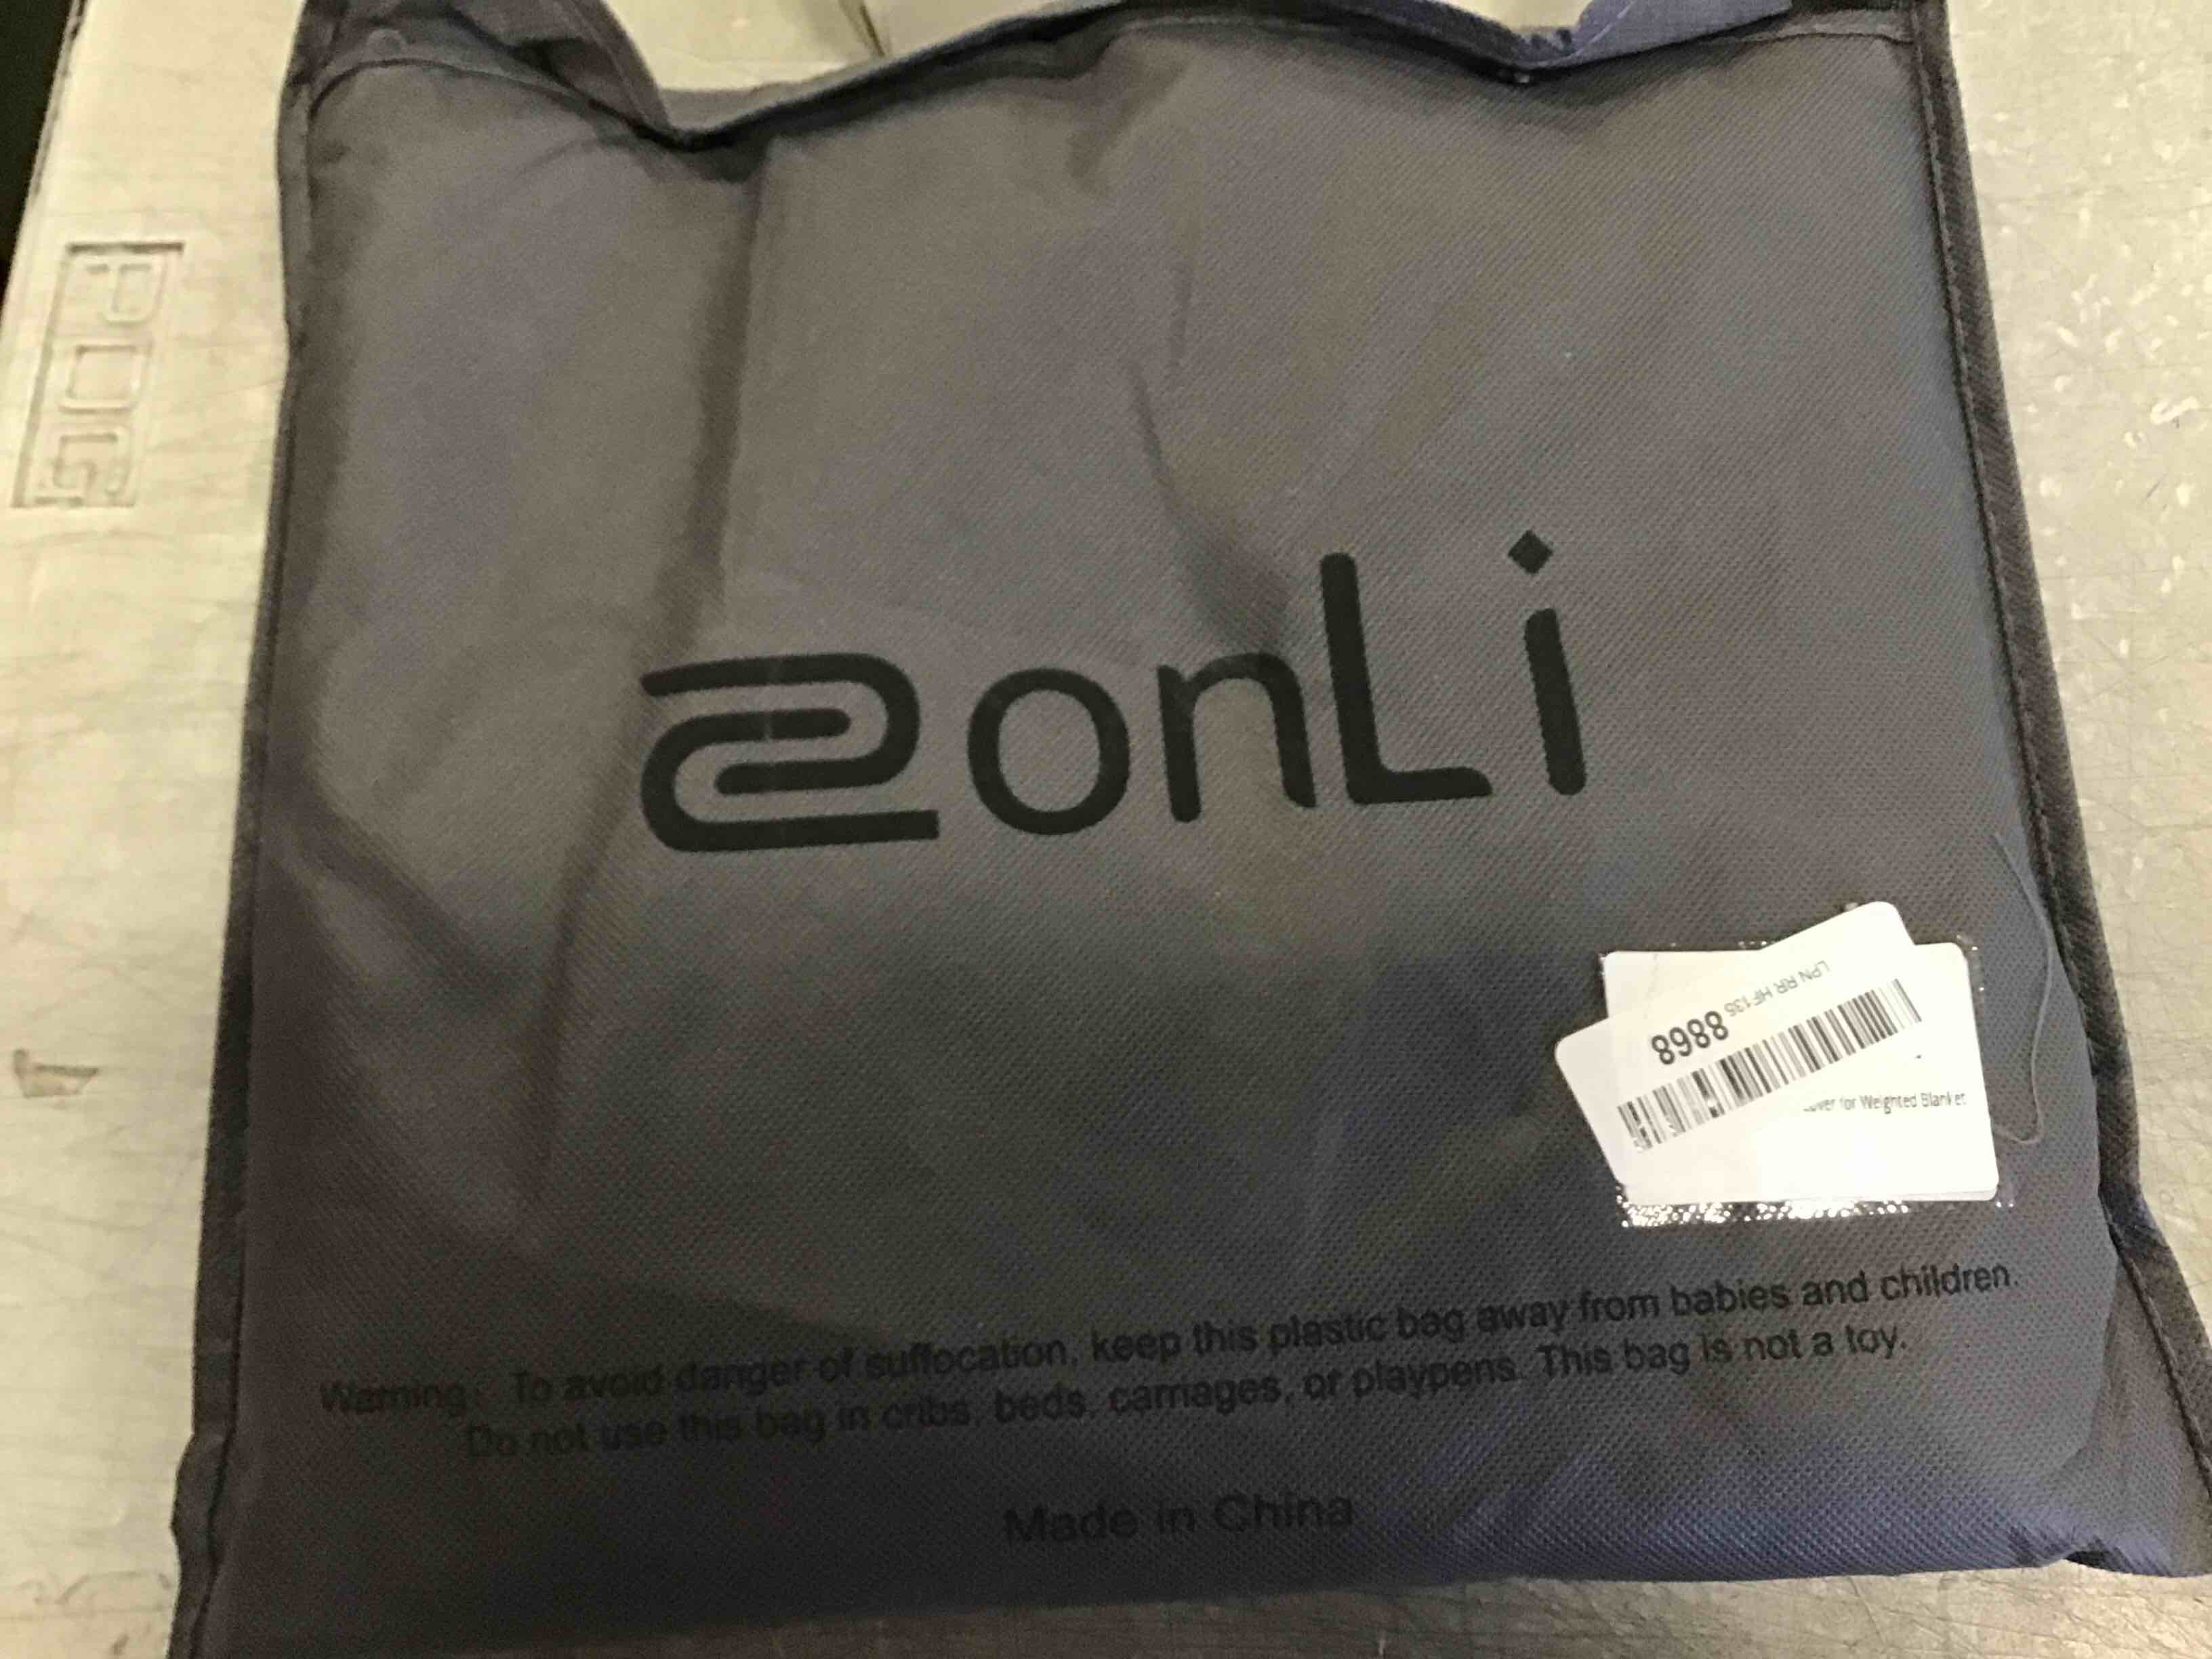 POG
ZonLi
LPN RR HF135
8868
Cover for Weighted Blanket
Warning: To avoid danger of suffocation, keep this plastic bag away from babies and children.
Do not use this bag in cribs, beds, carriages, or playpens. This bag is not a toy.
Made in China